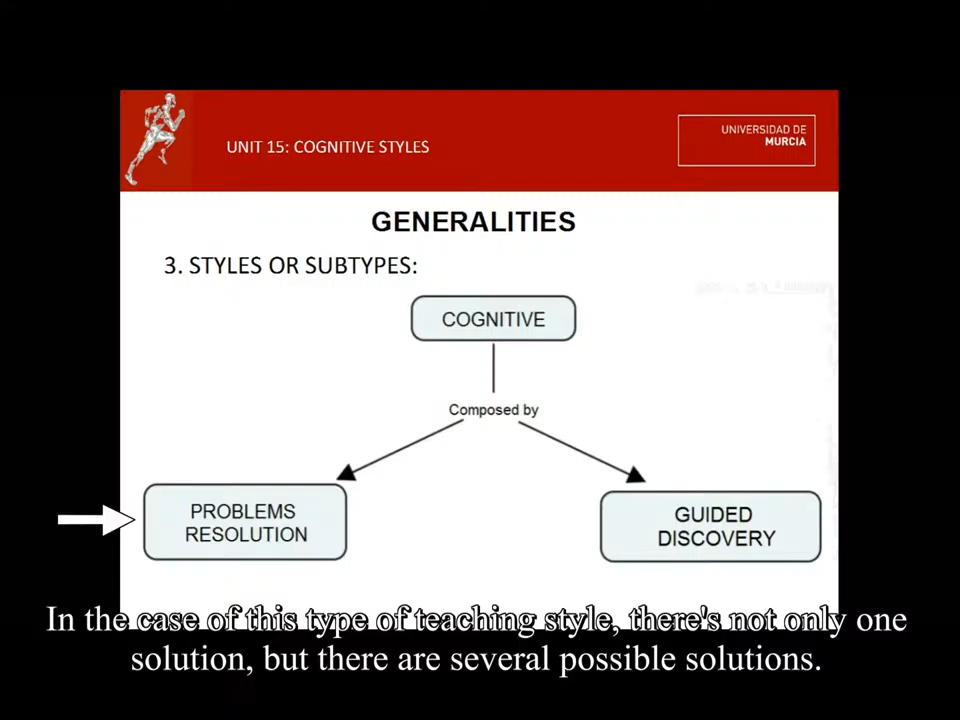 UNIT 15: COGNITIVE STYLES
UNIVERSIDAD DE
MURCIA
GENERALITIES
3. STYLES OR SUBTYPES:
COGNITIVE
Composed by
PROBLEMS
RESOLUTION
GUIDED
DISCOVERY
In the case of this type of teaching style, there's not only one
solution, but there are several possible solutions.